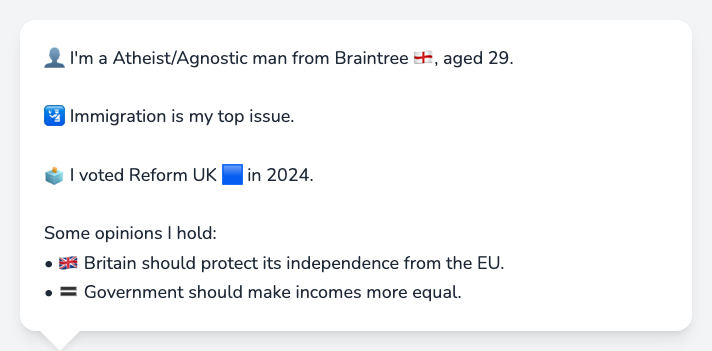 👤 I'm a Atheist/Agnostic man from Braintree 🏴󠁧󠁢󠁥󠁮󠁧󠁿, aged 29.
🛂 Immigration is my top issue.
🗳️ I voted Reform UK 🟦 in 2024.
Some opinions I hold:
• 🇬🇧 Britain should protect its independence from the EU.
• 🟰 Government should make incomes more equal.